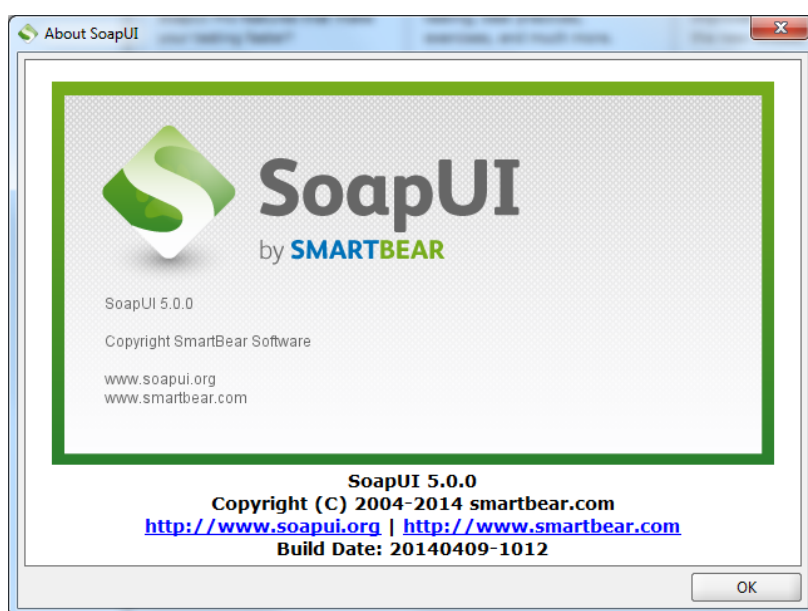 About SoapUI
SoapUI
by SMARTBEAR
SoapUI 5.0.0
Copyright SmartBear Software
www.soapui.org
www.smartbear.com
SoapUI 5.0.0
Copyright (C) 2004-2014 smartbear.com
http://www.soapui.org | http://www.smartbear.com
Build Date: 20140409-1012
OK